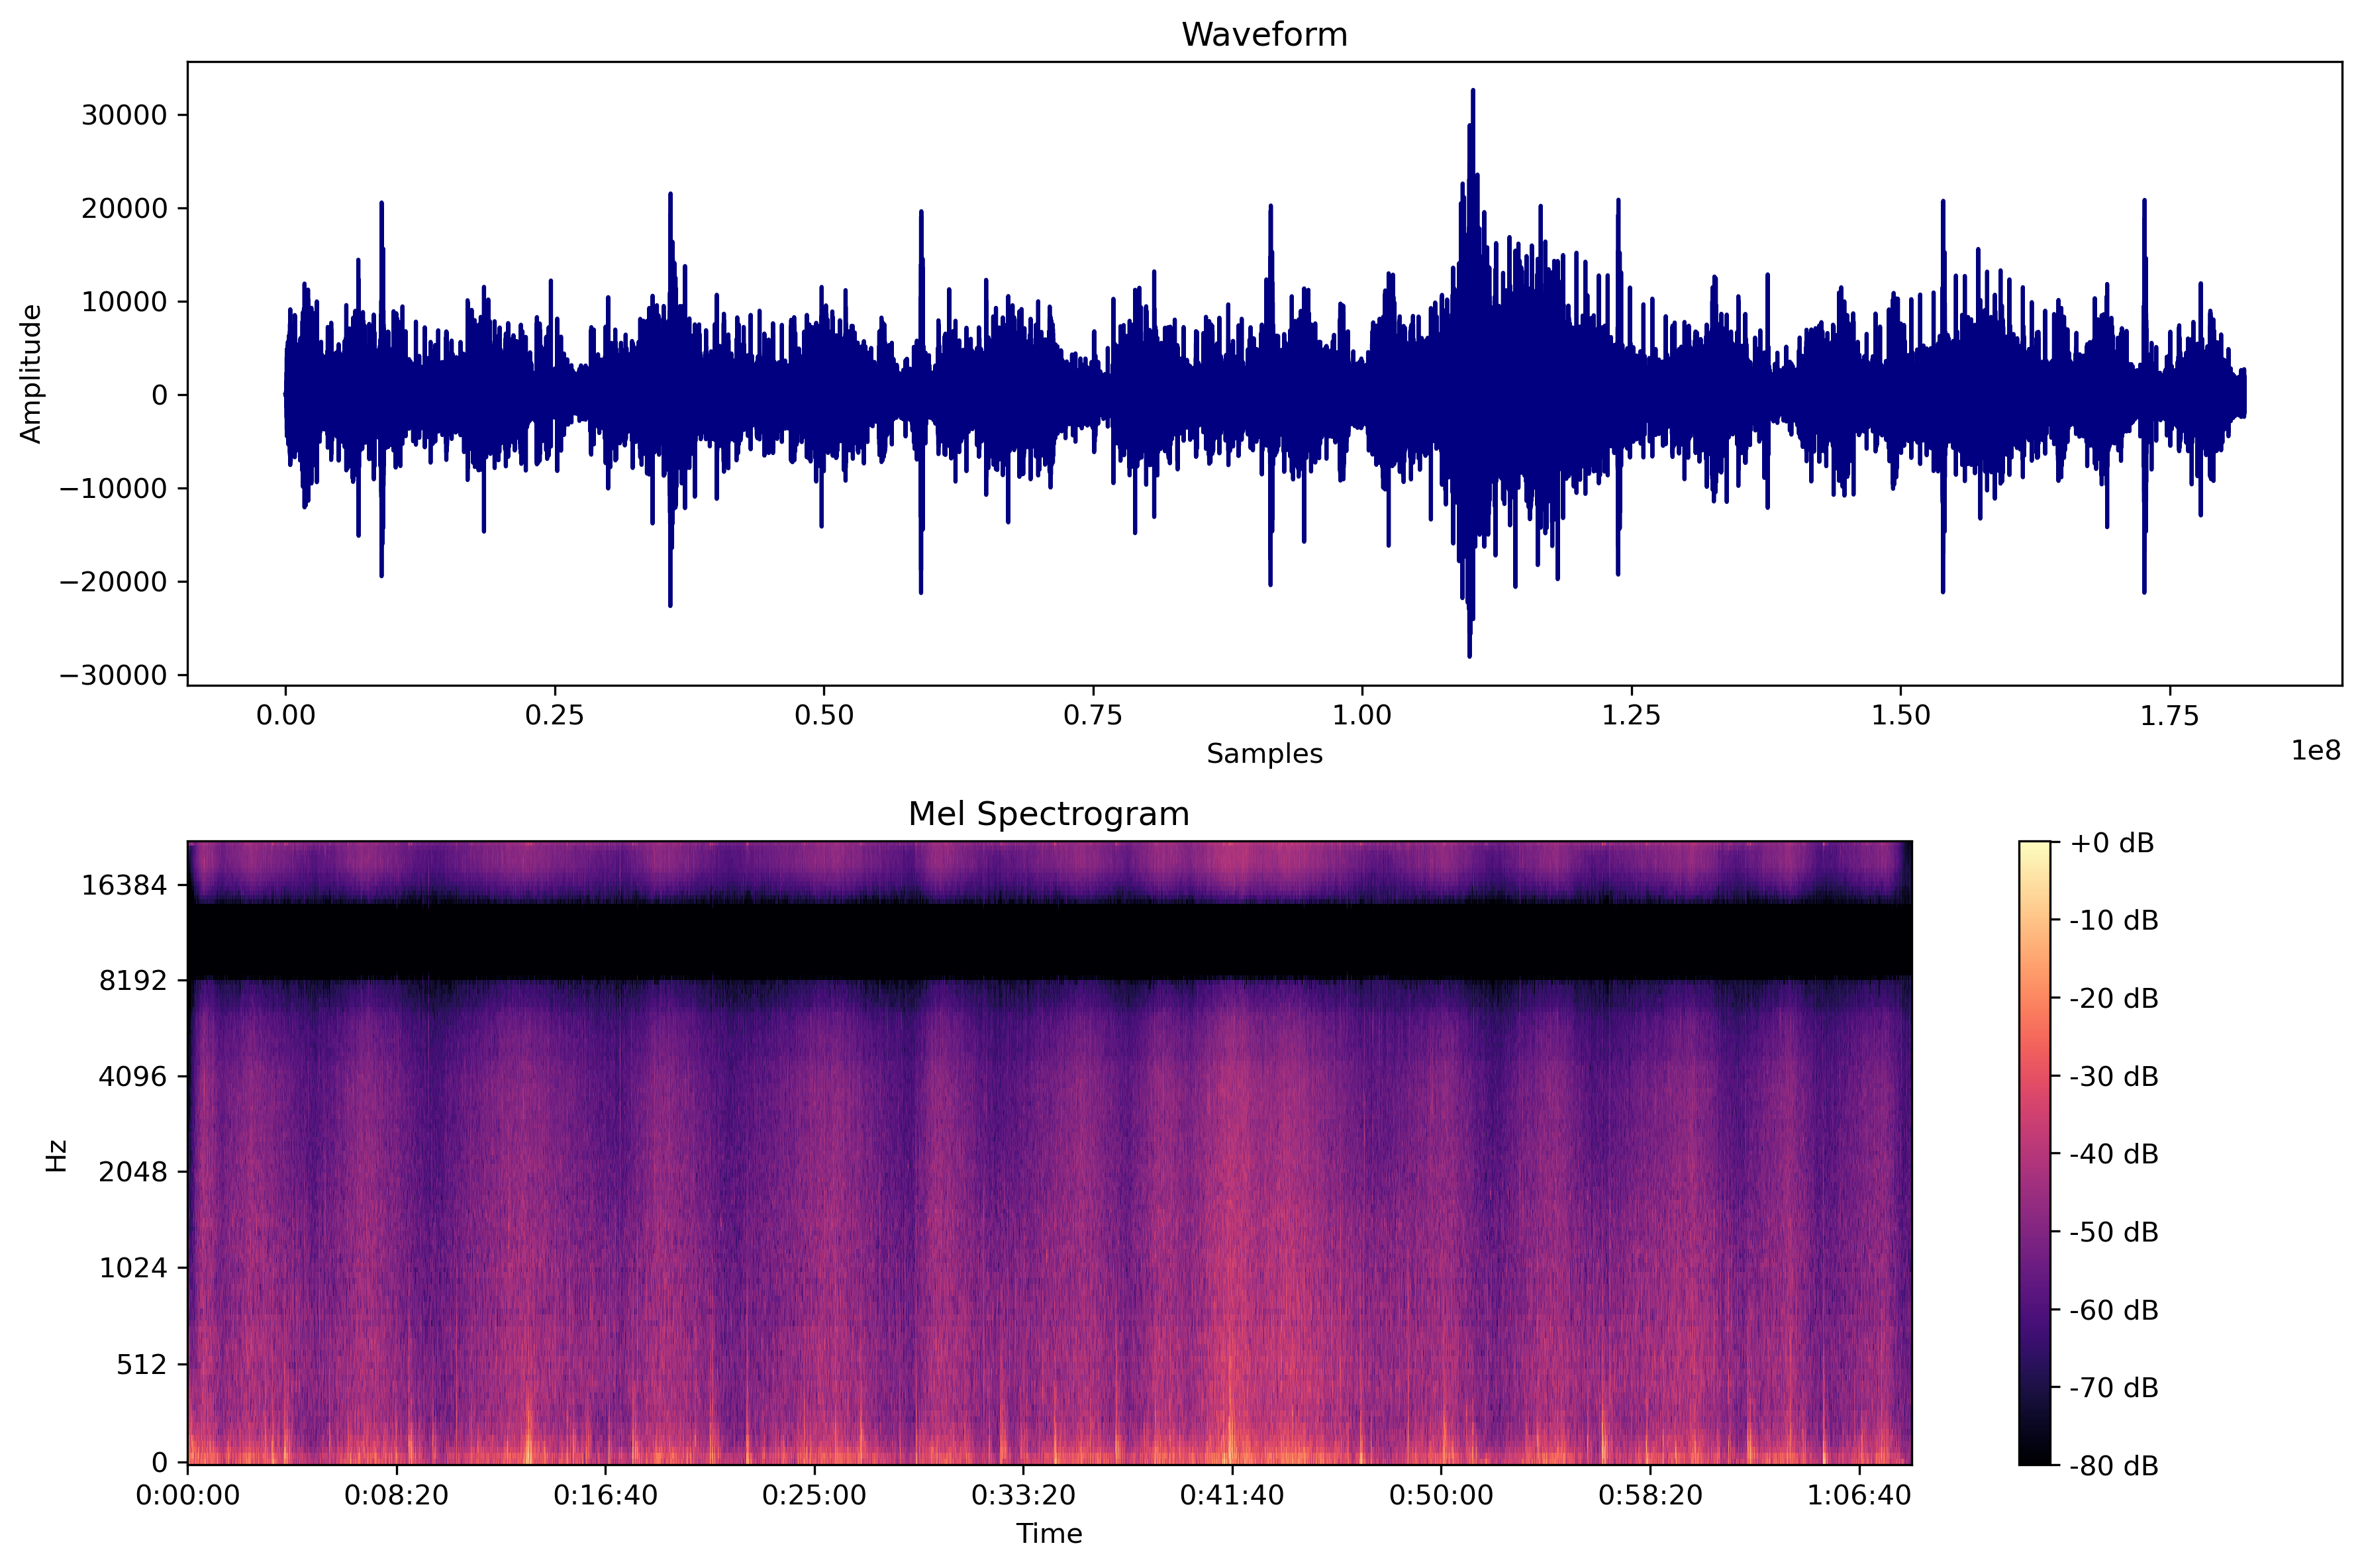 Waveform
30000
20000
10000
0
−10000
−20000
−30000
Amplitude
0.00 0.25 0.50 0.75 1.00 1.25 1.50 1.75
1e8
Samples
Mel Spectrogram
16384
8192
4096
2048
1024
512
0
Hz
0:00:00 0:08:20 0:16:40 0:25:00 0:33:20 0:41:40 0:50:00 0:58:20 1:06:40
Time
+0 dB
-10 dB
-20 dB
-30 dB
-40 dB
-50 dB
-60 dB
-70 dB
-80 dB